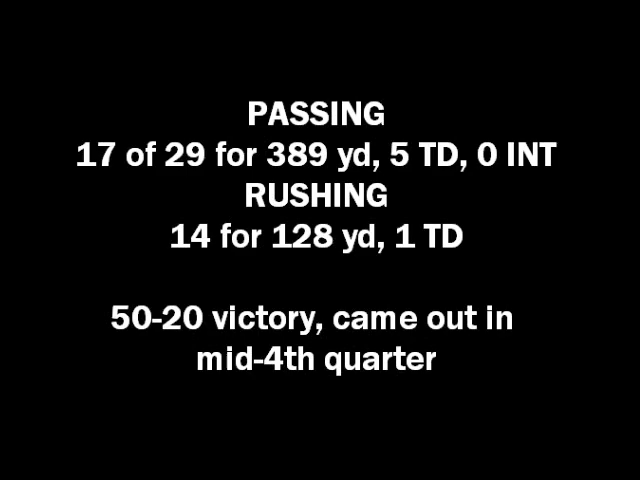 PASSING
17 of 29 for 389 yd, 5 TD, 0 INT
RUSHING
14 for 128 yd, 1 TD
50-20 victory, came out in
mid-4th quarter